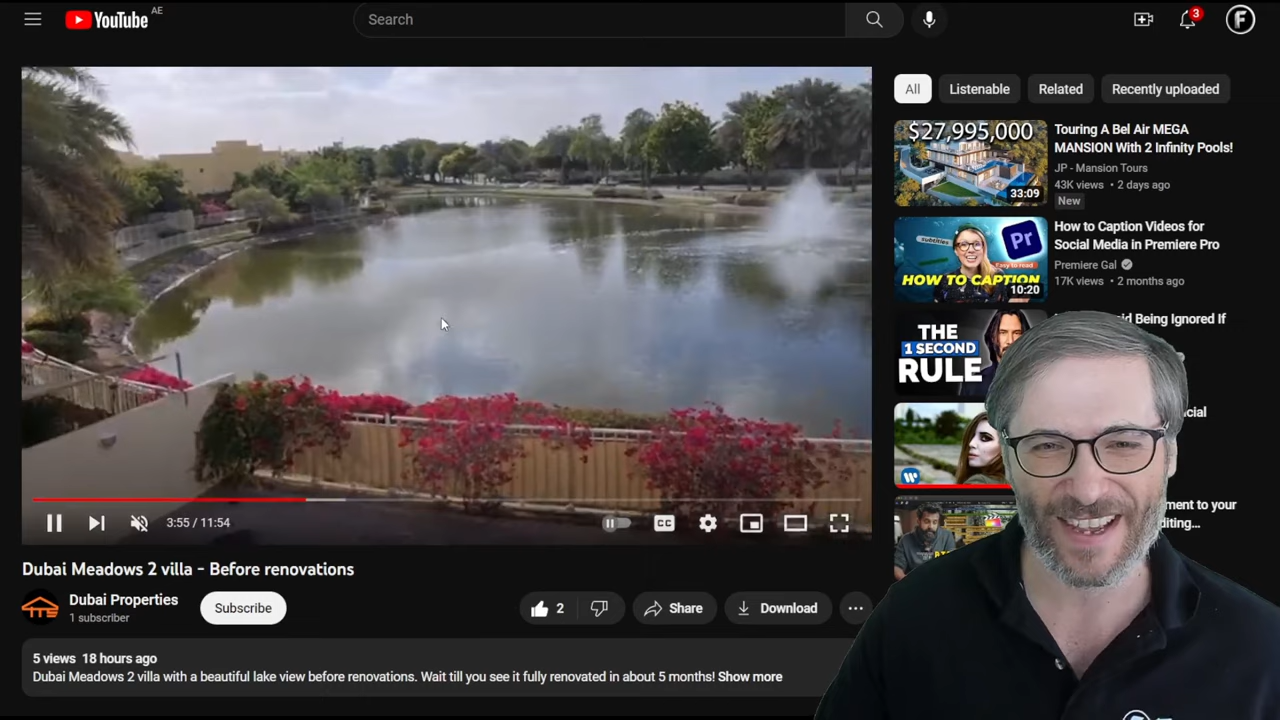 YouTube AE
Search
3
F
$27,995,000
33:09
Touring A Bel Air MEGA
MANSION With 2 Infinity Pools!
JP - Mansion Tours
43K views • 2 days ago
New
All
Listenable
Related
Recently uploaded
subtitles
Pr
Easy to read
HOW TO CAPTION
10:20
How to Caption Videos for
Social Media in Premiere Pro
Premiere Gal
17K views • 2 months ago
THE
1 SECOND
RULE
Being Ignored If
3:55 / 11:54
CC
Dubai Meadows 2 villa - Before renovations
Dubai Properties
1 subscriber
Subscribe
2
Share
Download
5 views 18 hours ago
Dubai Meadows 2 villa with a beautiful lake view before renovations. Wait till you see it fully renovated in about 5 months! Show more